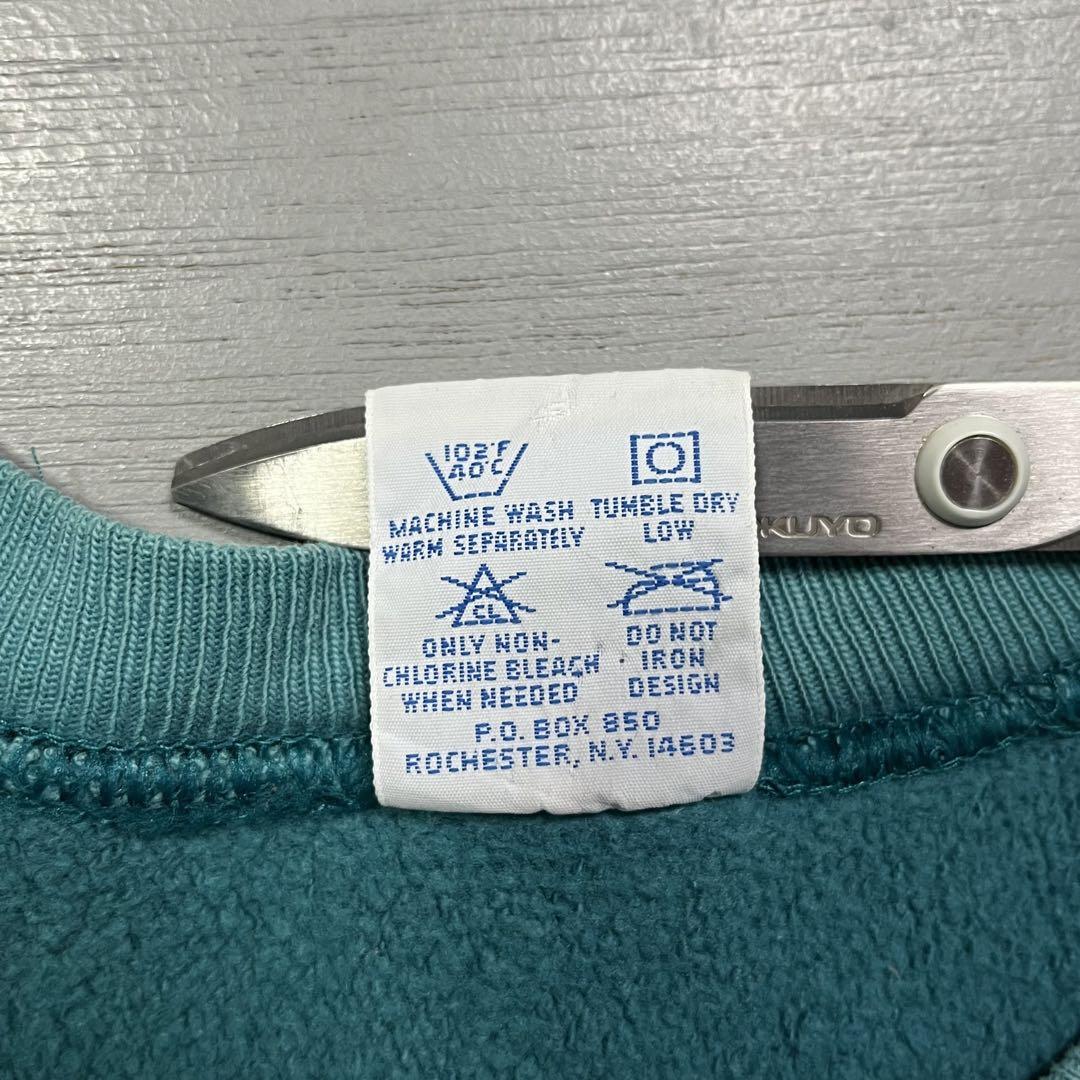 102°F
40°C
MACHINE WASH
WARM SEPARATELY
TUMBLE DRY
LOW
CL
ONLY NON-
CHLORINE BLEACH
WHEN NEEDED
DO NOT
IRON
DESIGN
P.O. BOX 850
ROCHESTER, N.Y. 14603
KUYO